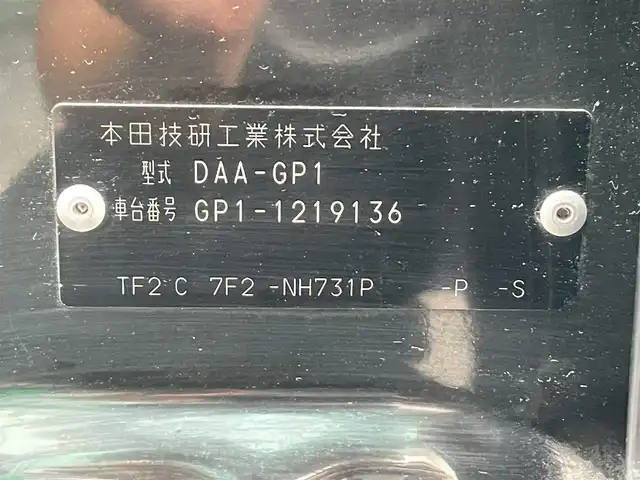 本田技研工業株式会社
型式 DAA-GP1
車台番号 GP1-1219136
TF2 C 7F2 -NH731P -P -S